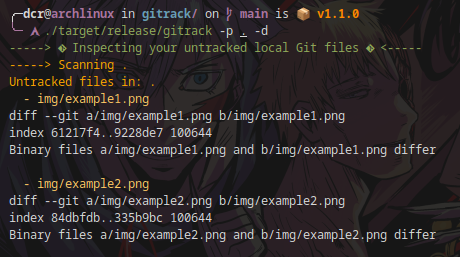 dcr@archlinux in gitrack/ on main is 📦 v1.1.0
./target/release/gitrack -p . -d
-----> � Inspecting your untracked local Git files � <-----
-----> Scanning .
Untracked files in: .
- img/example1.png
diff --git a/img/example1.png b/img/example1.png
index 61217f4..9228de7 100644
Binary files a/img/example1.png and b/img/example1.png differ
- img/example2.png
diff --git a/img/example2.png b/img/example2.png
index 84dbfdb..335b9bc 100644
Binary files a/img/example2.png and b/img/example2.png differ